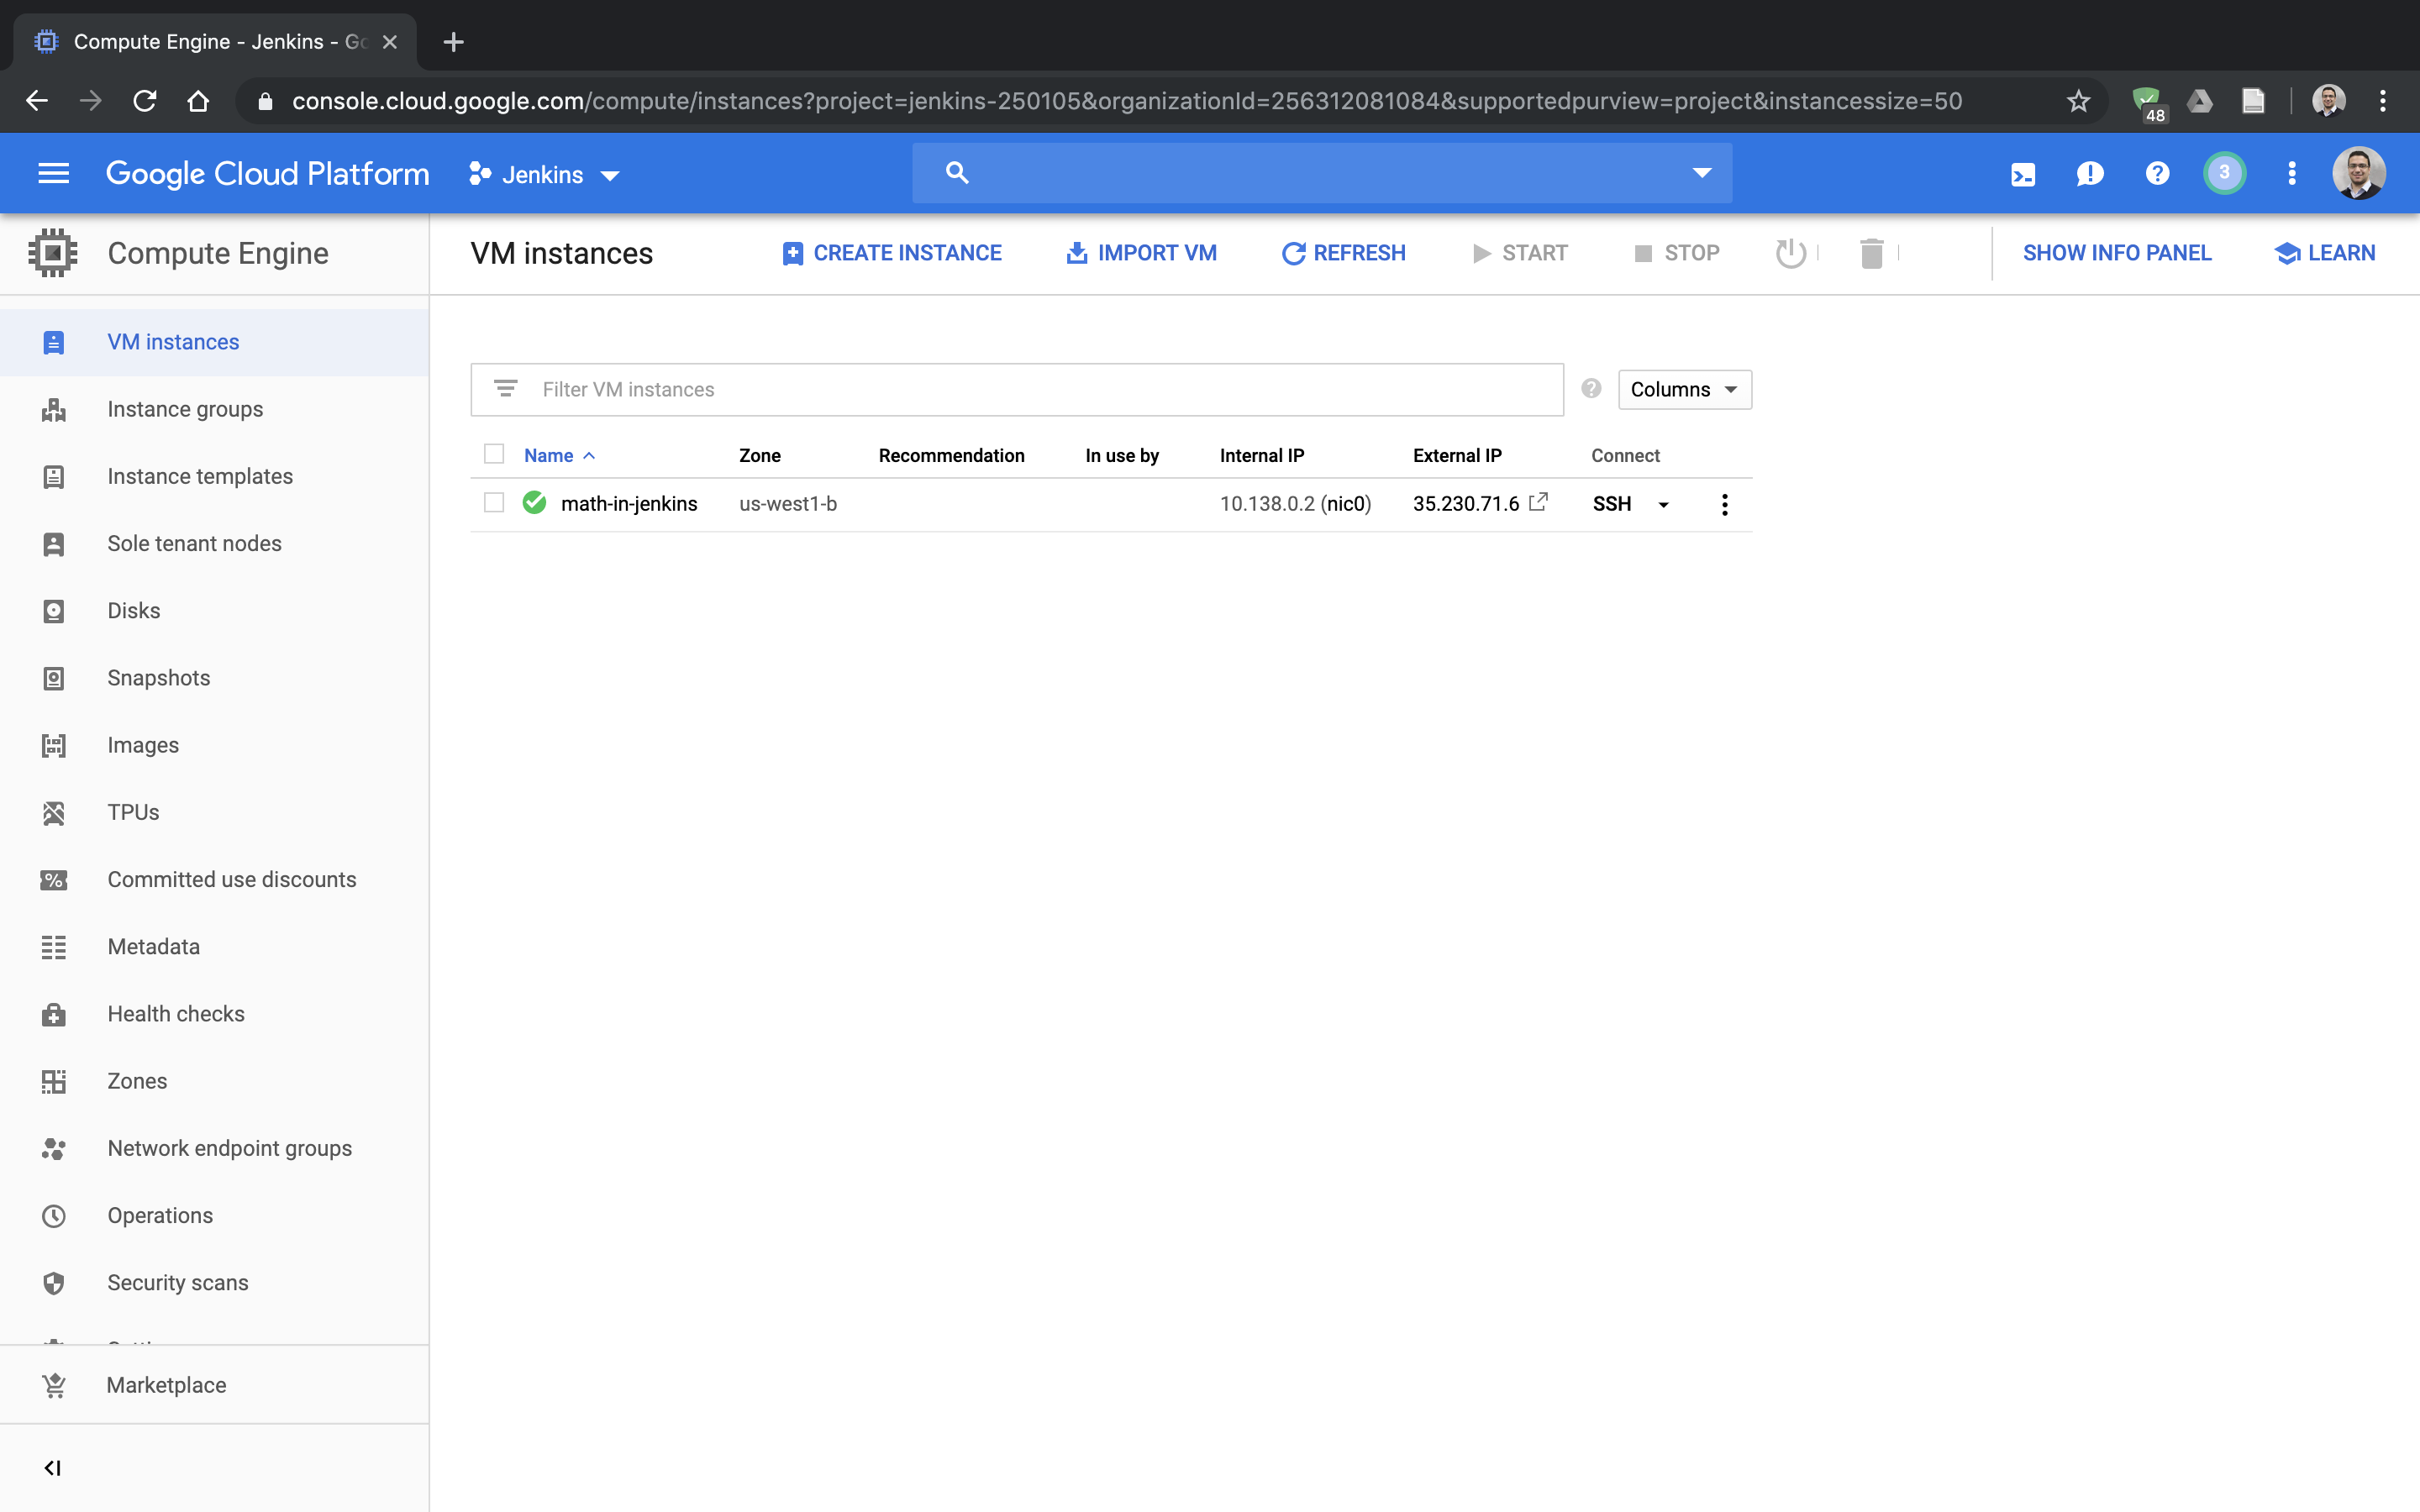 Compute Engine - Jenkins - Go
console.cloud.google.com/compute/instances?project=jenkins-250105&organizationId=256312081084&supportedpurview=project&instancessize=50
48
Google Cloud Platform
Jenkins
3
Compute Engine
VM instances
CREATE INSTANCE
IMPORT VM
REFRESH
START
STOP
SHOW INFO PANEL
LEARN
VM instances
Instance groups
Instance templates
Sole tenant nodes
Disks
Snapshots
Images
TPUs
Committed use discounts
Metadata
Health checks
Zones
Network endpoint groups
Operations
Security scans
Marketplace
Filter VM instances
Columns
Name Zone Recommendation In use by Internal IP External IP Connect
math-in-jenkins us-west1-b 10.138.0.2 (nic0) 35.230.71.6 SSH